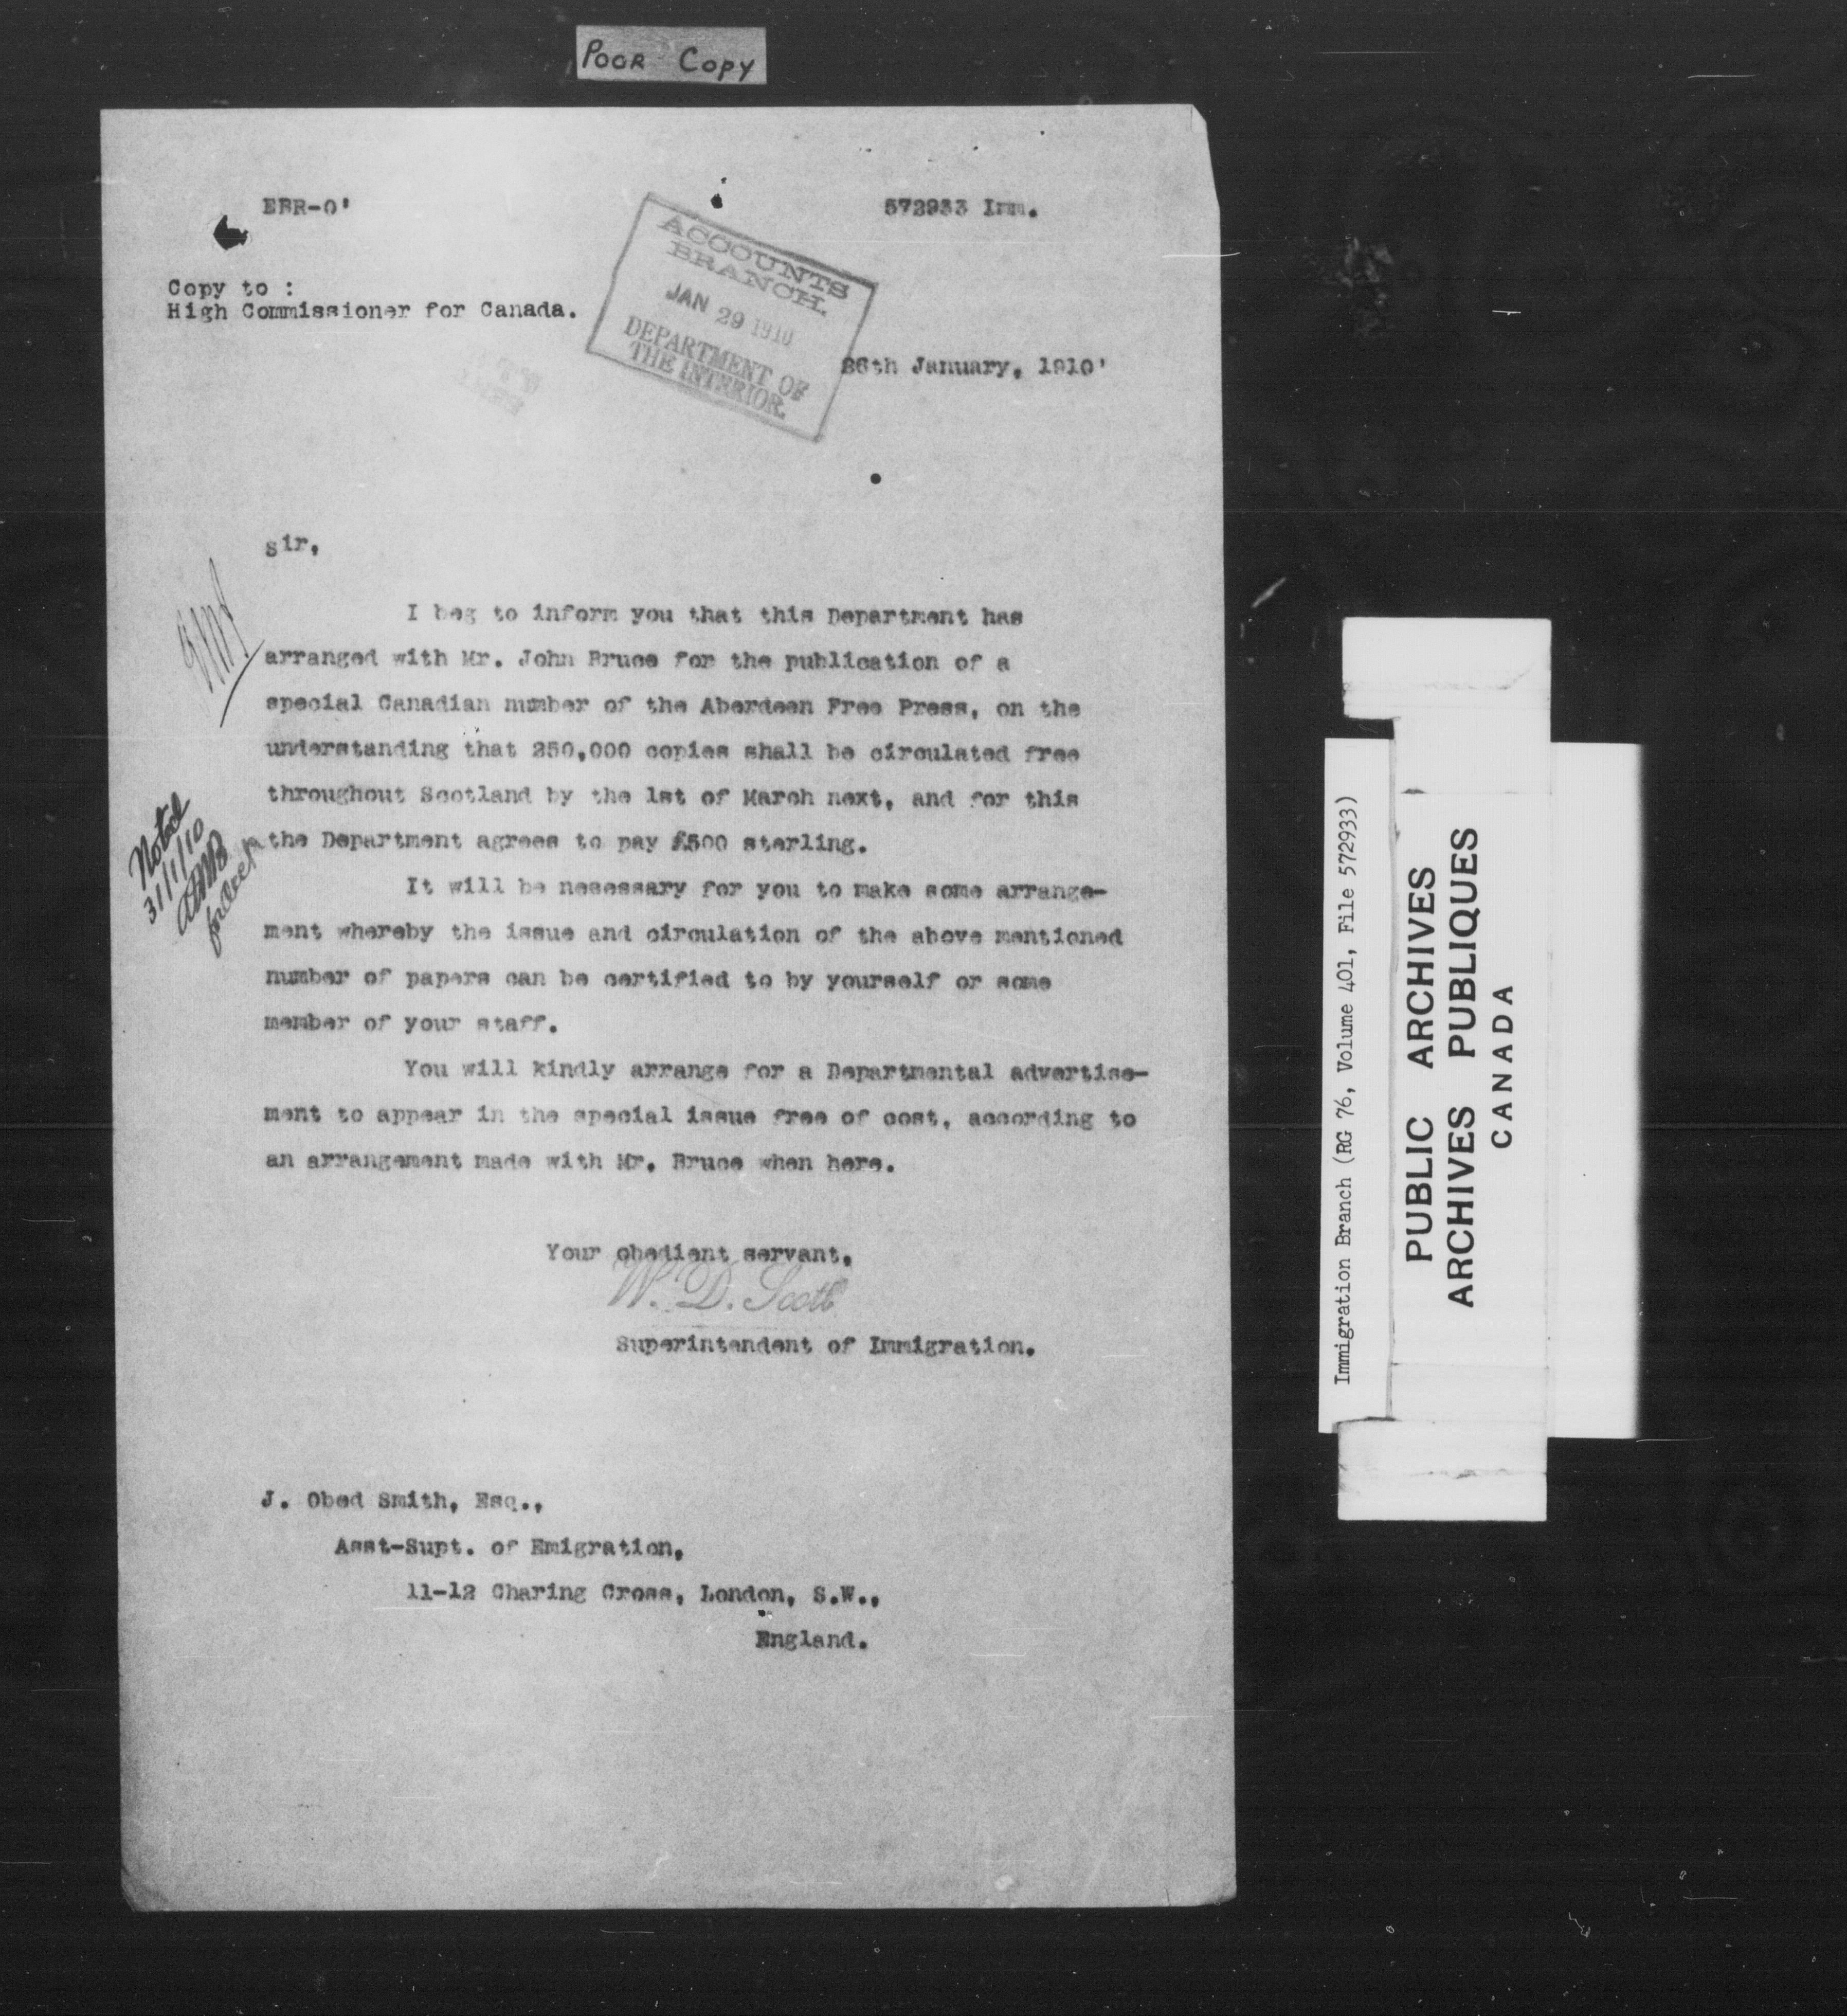 POOR COPY
EBR-O'
572933 Imm.
Copy to :
High Commissioner for Canada.
ACCOUNTS
BRANCH.
JAN 29 1910
DEPARTMENT OF
THE INTERIOR.
26th January, 1910'
Sir,
I beg to inform you that this Department has
arranged with Mr. John Bruce for the publication of a
special Canadian number of the Aberdeen Free Press, on the
understanding that 250,000 copies shall be circulated free
throughout Scotland by the 1st of March next, and for this
the Department agrees to pay £500 sterling.
Noted
31/1/10
It will be necessary for you to make some arrange-
ment whereby the issue and circulation of the above mentioned
number of papers can be certified to by yourself or some
member of your staff.
You will kindly arrange for a Departmental advertise-
ment to appear in the special issue free of cost, according to
an arrangement made with Mr. Bruce when here.
Your obedient servant,
W. D. Scott
Superintendent of Immigration.
J. Obed Smith, Esq.,
Asst-Supt. of Emigration,
11-12 Charing Cross, London, S.W.,
England.
Immigration Branch (RG 76, Volume 401, File 572933)
PUBLIC ARCHIVES
ARCHIVES PUBLIQUES
CANADA